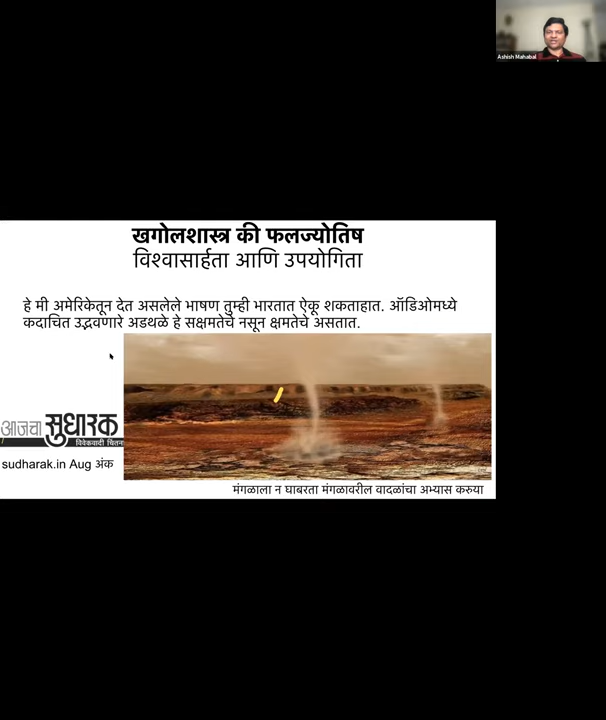 Ashish Mahabal
खगोलशास्त्र की फलज्योतिष
विश्वासार्हता आणि उपयोगिता
हे मी अमेरिकेतून देत असलेले भाषण तुम्ही भारतात ऐकू शकताहात. ऑडिओमध्ये
कदाचित उद्भवणारे अडथळे हे सक्षमतेचे नसून क्षमतेचे असतात.
आजचा सुधारक
विवेकवादी चिंतन
sudharak.in Aug अंक
मंगळाला न घाबरता मंगळावरील वादळांचा अभ्यास करुया